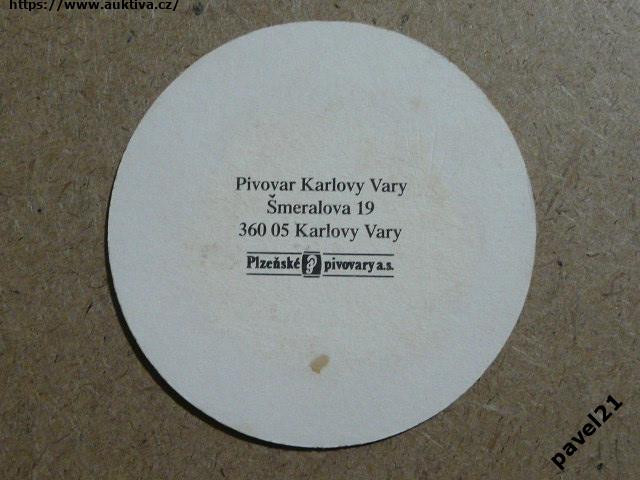 https://www.auktiva.cz/
Pivovar Karlovy Vary
Šmeralova 19
360 05 Karlovy Vary
Plzeňské pivovary a.s.
pavel21